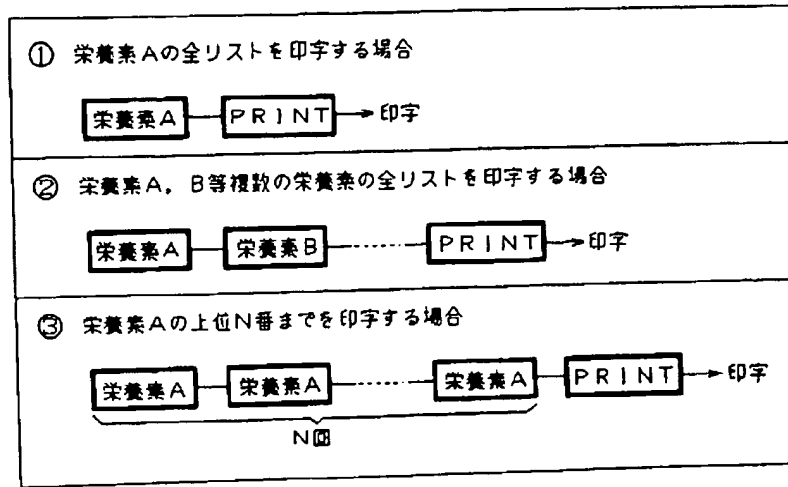 ① 栄養素Aの全リストを印字する場合
栄養素A PRINT 印字
② 栄養素A，B等複数の栄養素の全リストを印字する場合
栄養素A 栄養素B PRINT 印字
③ 栄養素Aの上位N番までを印字する場合
栄養素A 栄養素A 栄養素A PRINT 印字
N回